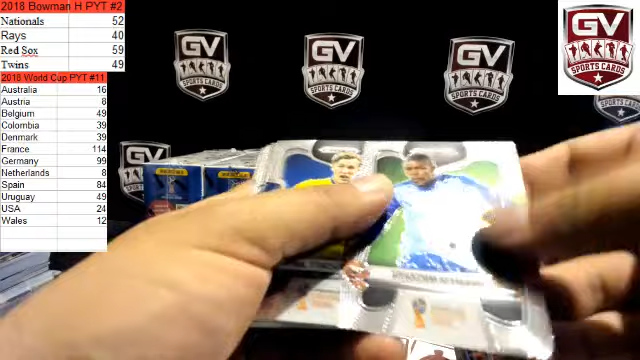 2018 Bowman H PYT #2
Nationals 52
Rays 40
Red Sox 59
Twins 49
2018 World Cup PYT #11
Australia 16
Austria 8
Belgium 49
Colombia 39
Denmark 39
France 114
Germany 99
Netherlands 8
Spain 84
Uruguay 49
USA 24
Wales 12
GV
SPORTS CARDS
GV
SPORTS CARDS
GV
SPORTS CARDS
GV
SPORTS CARDS
GV
PANINI